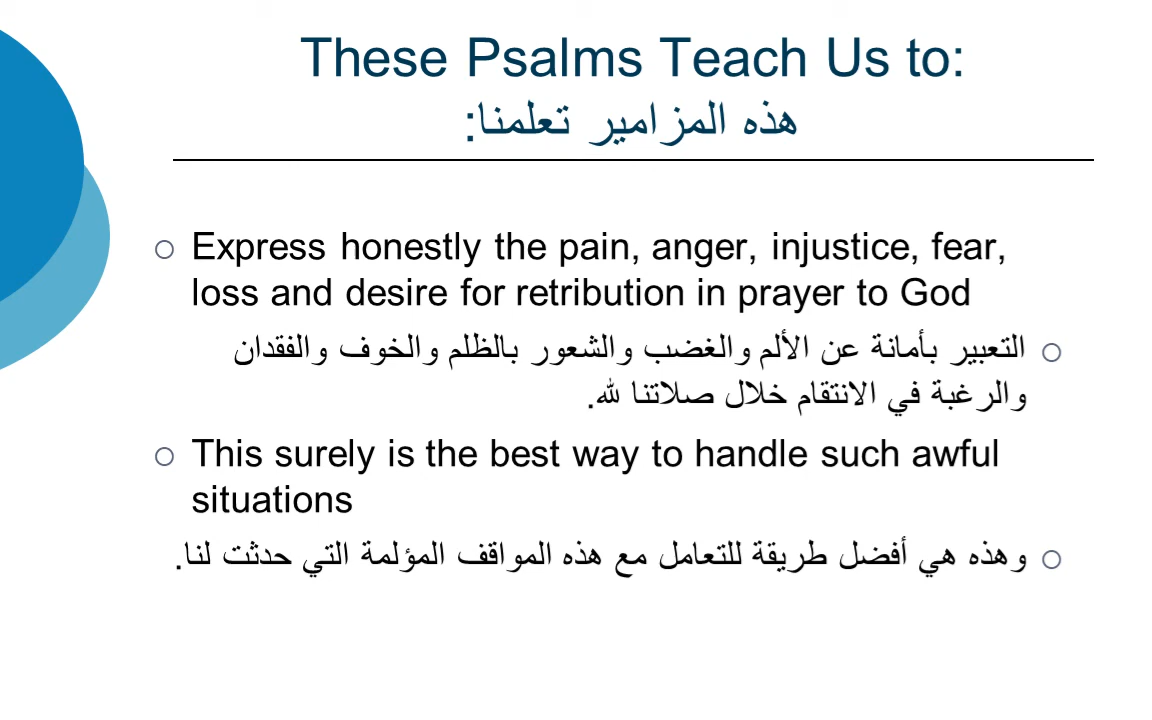 These Psalms Teach Us to:
هذه المزامير تعلمنا:
Express honestly the pain, anger, injustice, fear,
loss and desire for retribution in prayer to God
التعبير بأمانة عن الألم والغضب والشعور بالظلم والخوف والفقدان
والرغبة في الانتقام خلال صلاتنا لله.
This surely is the best way to handle such awful
situations
وهذه هي أفضل طريقة للتعامل مع هذه المواقف المؤلمة التي حدثت لنا.